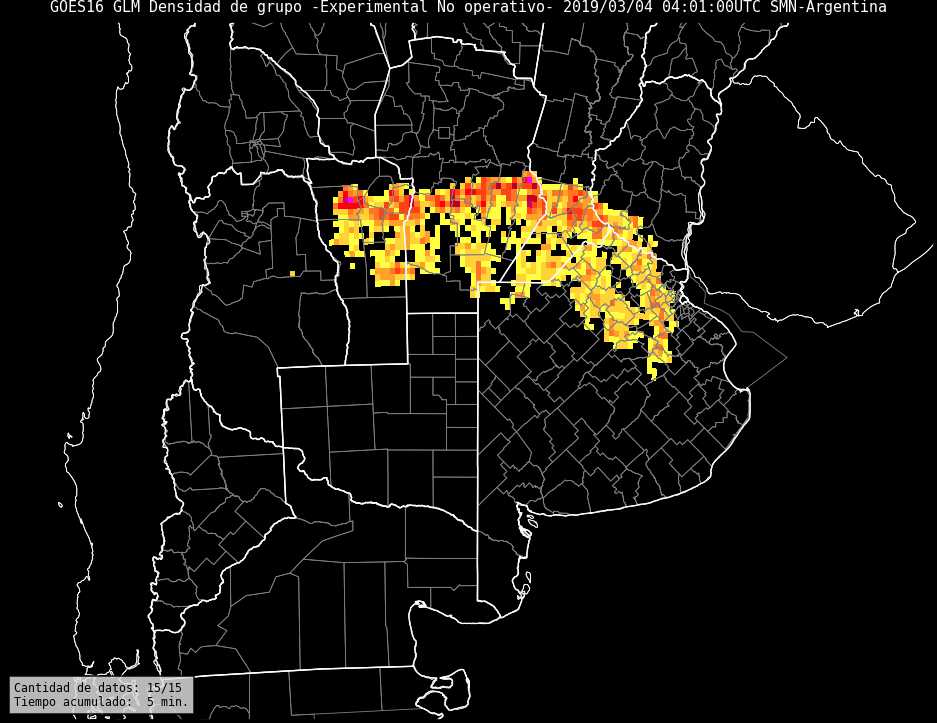 GOES16 GLM Densidad de grupo -Experimental No operativo- 2019/03/04 04:01:00UTC SMN-Argentina
Cantidad de datos: 15/15
Tiempo acumulado:  5 min.